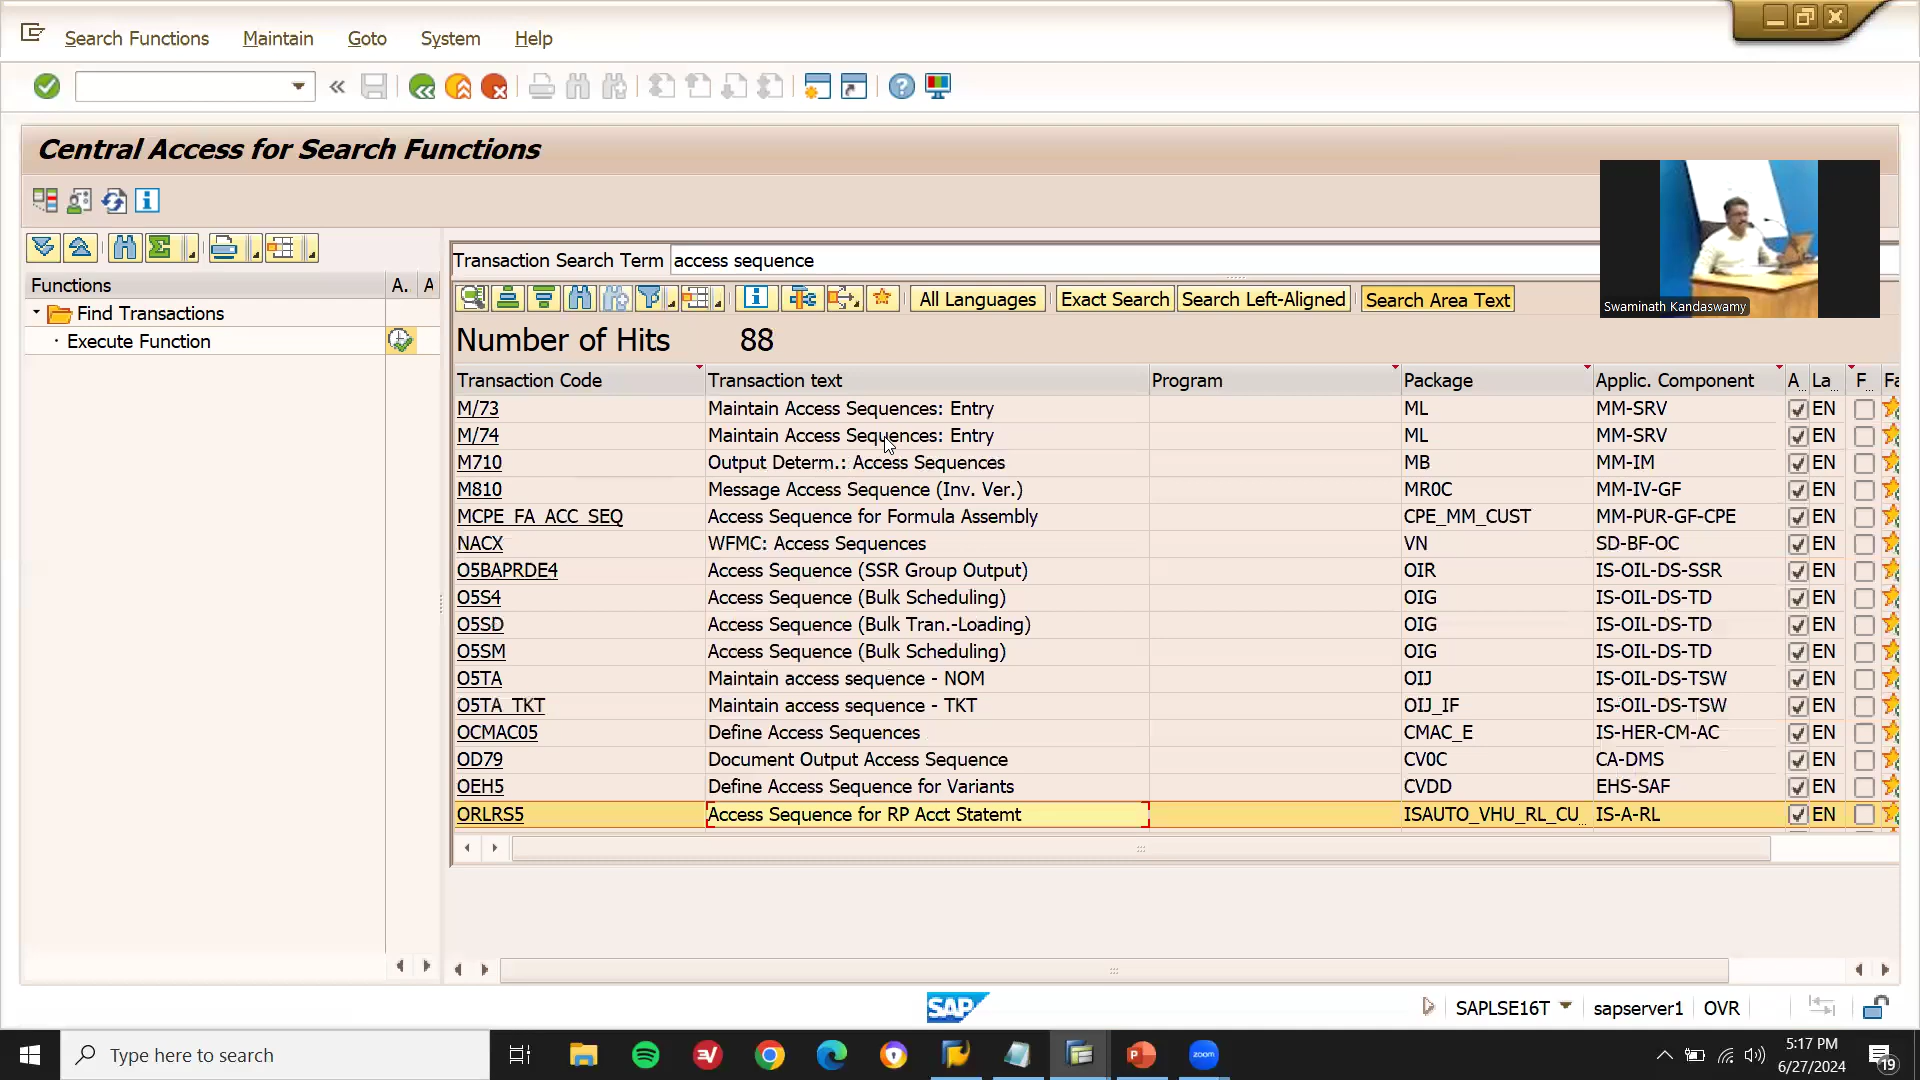 Search Functions Maintain Goto System Help
Central Access for Search Functions
Transaction Search Term access sequence
All Languages Exact Search Search Left-Aligned Search Area Text
Swaminath Kandaswamy
Functions A. A
Find Transactions
Execute Function
Number of Hits 88
Transaction Code Transaction text Program Package Applic. Component A.. La.. F... Fa
M/73 Maintain Access Sequences: Entry ML MM-SRV EN
M/74 Maintain Access Sequences: Entry ML MM-SRV EN
M710 Output Determ.: Access Sequences MB MM-IM EN
M810 Message Access Sequence (Inv. Ver.) MR0C MM-IV-GF EN
MCPE_FA_ACC_SEQ Access Sequence for Formula Assembly CPE_MM_CUST MM-PUR-GF-CPE EN
NACX WFMC: Access Sequences VN SD-BF-OC EN
O5BAPRDE4 Access Sequence (SSR Group Output) OIR IS-OIL-DS-SSR EN
O5S4 Access Sequence (Bulk Scheduling) OIG IS-OIL-DS-TD EN
O5SD Access Sequence (Bulk Tran.-Loading) OIG IS-OIL-DS-TD EN
O5SM Access Sequence (Bulk Scheduling) OIG IS-OIL-DS-TD EN
O5TA Maintain access sequence - NOM OIJ IS-OIL-DS-TSW EN
O5TA_TKT Maintain access sequence - TKT OIJ_IF IS-OIL-DS-TSW EN
OCMAC05 Define Access Sequences CMAC_E IS-HER-CM-AC EN
OD79 Document Output Access Sequence CV0C CA-DMS EN
OEH5 Define Access Sequence for Variants CVDD EHS-SAF EN
ORLRS5 Access Sequence for RP Acct Statemt ISAUTO_VHU_RL_CU... IS-A-RL EN
SAP SAPLSE16T sapserver1 OVR
Type here to search zoom 5:17 PM
6/27/2024 19